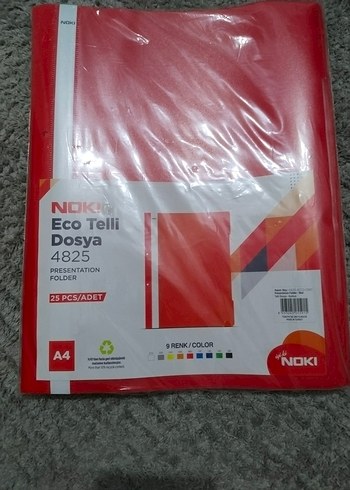 NOKI
NOKI
Eco Telli
Dosya
4825
PRESENTATION
FOLDER
25 PCS/ADET
A4
9 RENK / COLOR
NOKI